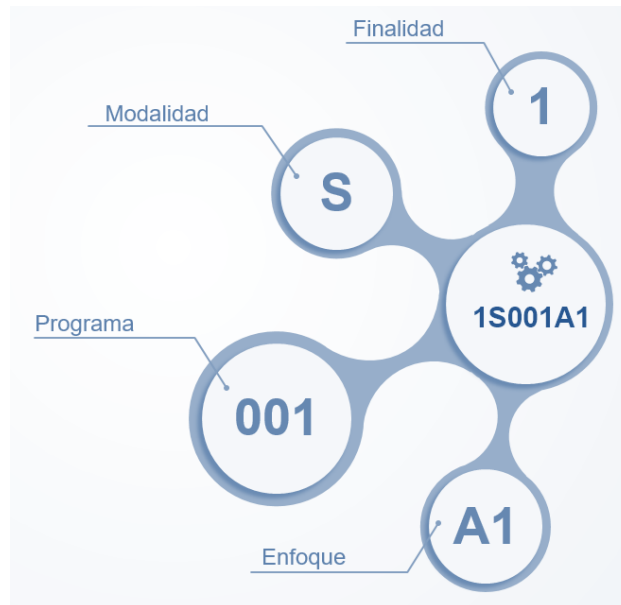 Finalidad
1
Modalidad
S
1S001A1
Programa
001
A1
Enfoque